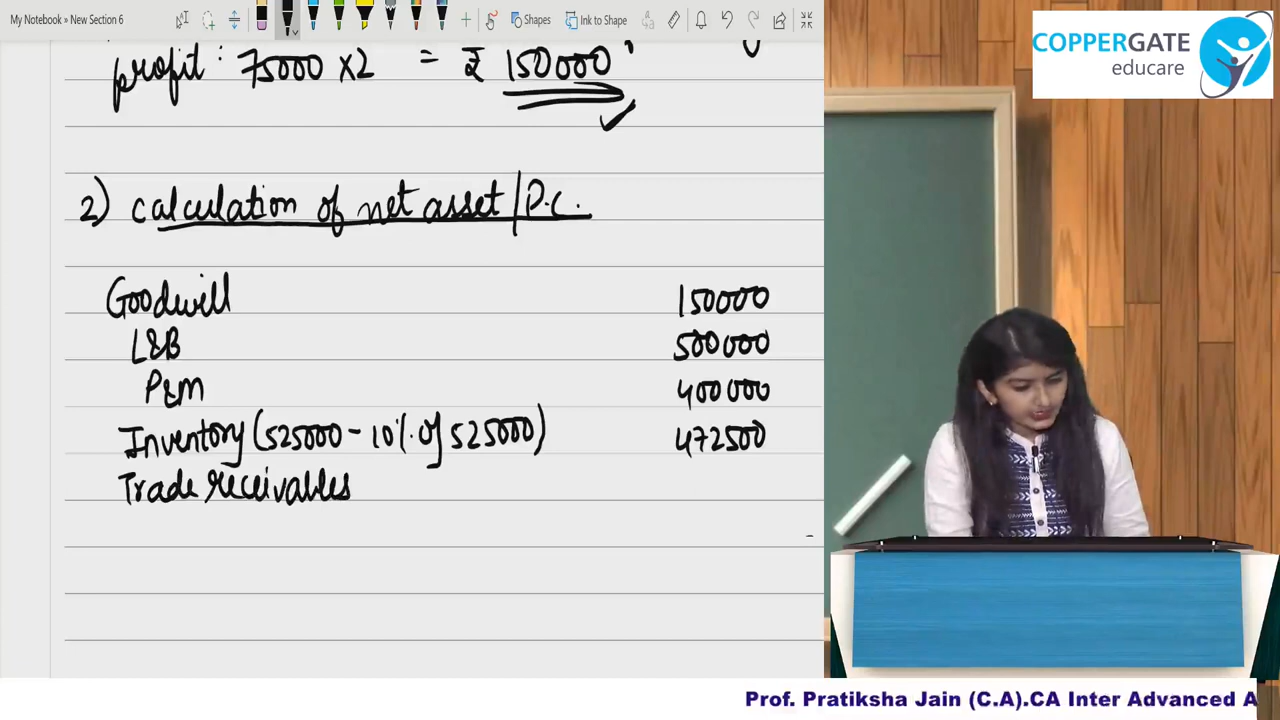 My Notebook » New Section 6
Shapes
Ink to Shape
COPPERGATE
educare
profit : 75000 x2 = ₹ 150000
2) calculation of net asset/P.C.
Goodwill 150000
L&B 500000
P&M 400000
Inventory (525000 - 10%. of 525000) 472500
Trade receivables
Prof. Pratiksha Jain (C.A).CA Inter Advanced A